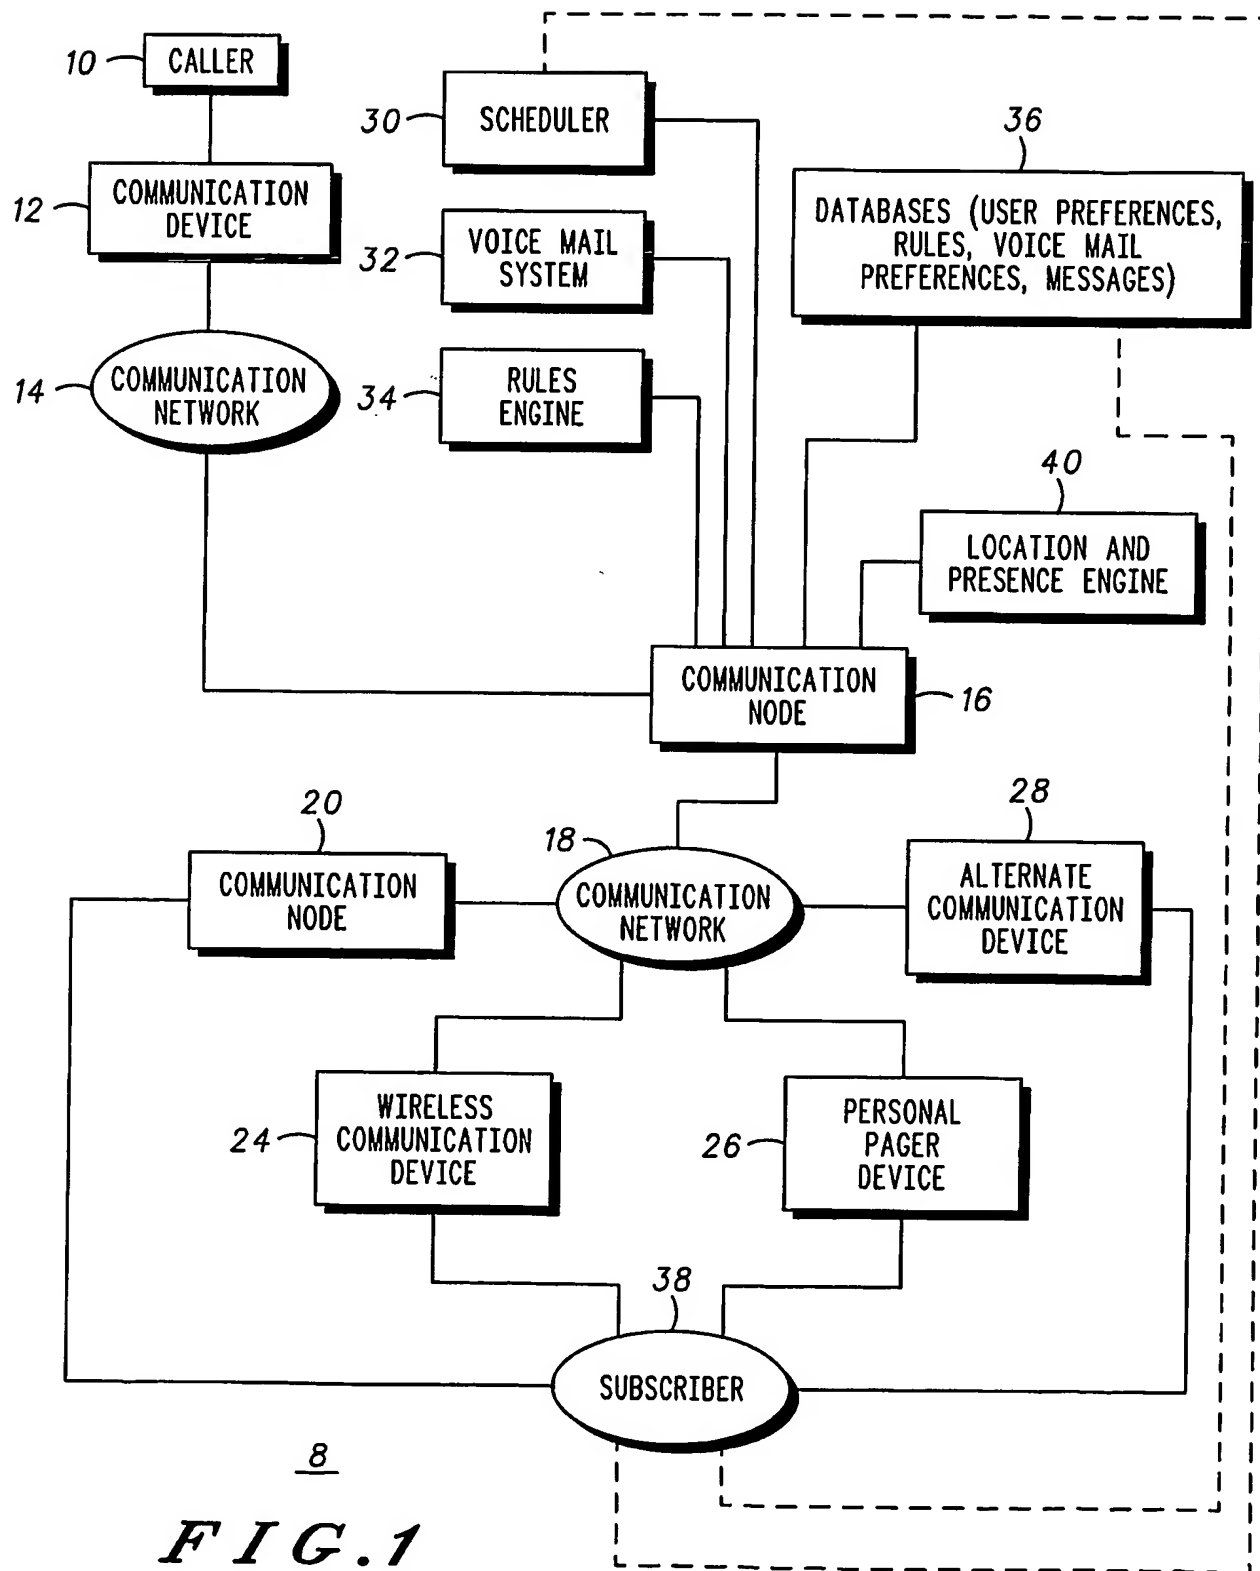 10
CALLER
30
SCHEDULER
36
12
COMMUNICATION
DEVICE
DATABASES (USER PREFERENCES,
RULES, VOICE MAIL
PREFERENCES, MESSAGES)
32
VOICE MAIL
SYSTEM
14
COMMUNICATION
NETWORK
34
RULES
ENGINE
40
LOCATION AND
PRESENCE ENGINE
COMMUNICATION
NODE
16
20
18
28
COMMUNICATION
NODE
COMMUNICATION
NETWORK
ALTERNATE
COMMUNICATION
DEVICE
24
WIRELESS
COMMUNICATION
DEVICE
26
PERSONAL
PAGER
DEVICE
38
SUBSCRIBER
8
FIG.1